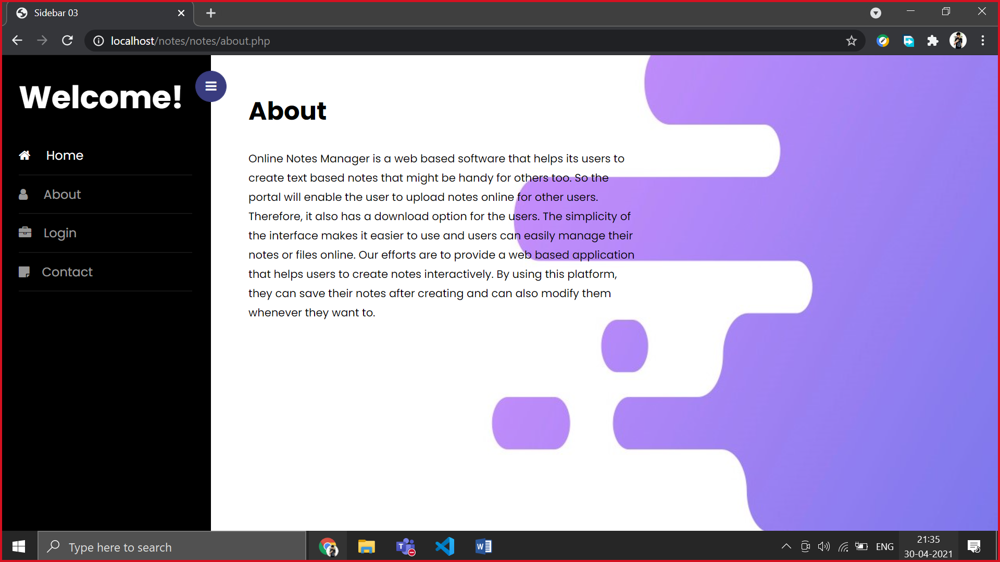 Sidebar 03
localhost/notes/notes/about.php
Welcome!
Home
About
Login
Contact
About
Online Notes Manager is a web based software that helps its users to
create text based notes that might be handy for others too. So the
portal will enable the user to upload notes online for other users.
Therefore, it also has a download option for the users. The simplicity of
the interface makes it easier to use and users can easily manage their
notes or files online. Our efforts are to provide a web based application
that helps users to create notes interactively. By using this platform,
they can save their notes after creating and can also modify them
whenever they want to.
Type here to search
ENG
21:35
30-04-2021